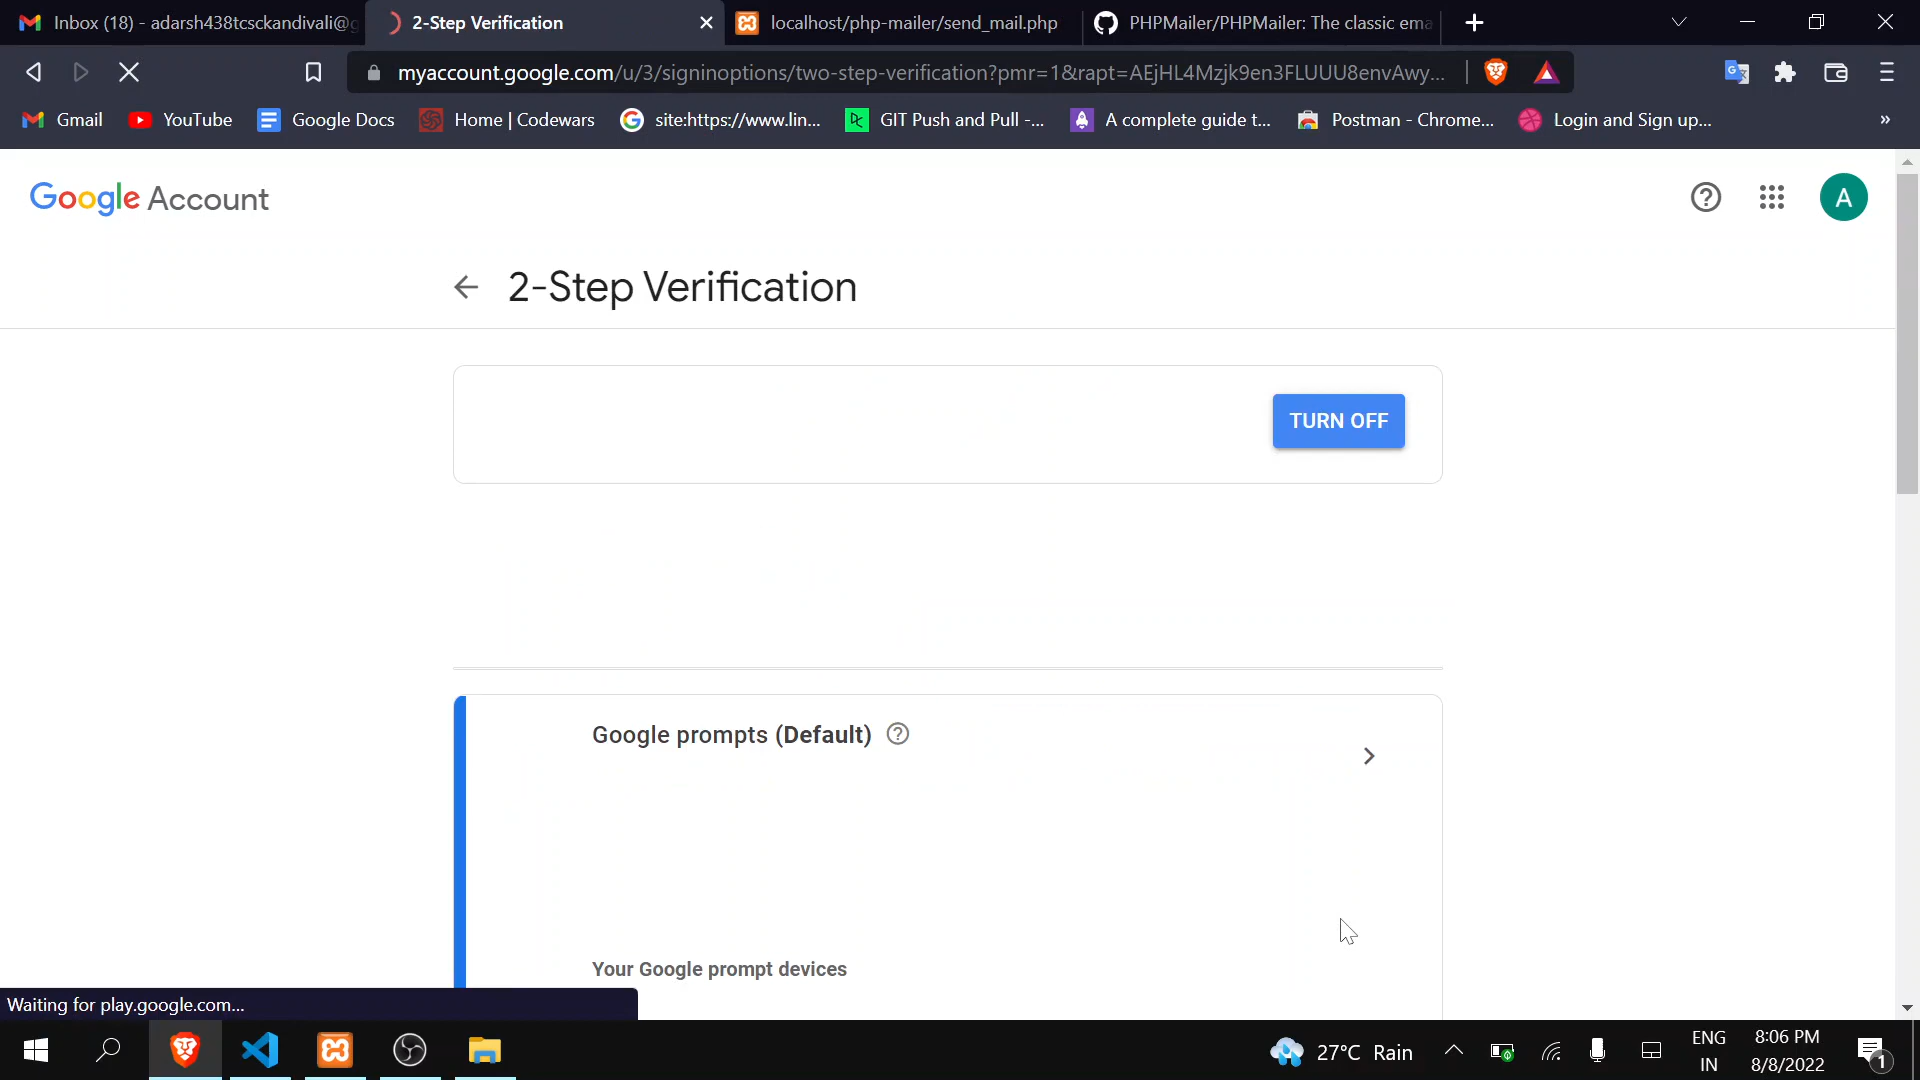 Inbox (18) - adarsh438tcsckandivali@g
2-Step Verification
localhost/php-mailer/send_mail.php
PHPMailer/PHPMailer: The classic ema
myaccount.google.com/u/3/signinoptions/two-step-verification?pmr=1&rapt=AEjHL4Mzjk9en3FLUUU8envAwy...
Gmail
YouTube
Google Docs
Home | Codewars
site:https://www.lin...
GIT Push and Pull -...
A complete guide t...
Postman - Chrome...
Login and Sign up...
»
Google Account
A
2-Step Verification
TURN OFF
Google prompts (Default)
Your Google prompt devices
Waiting for play.google.com...
27°C Rain
ENG
IN
8:06 PM
8/8/2022
1